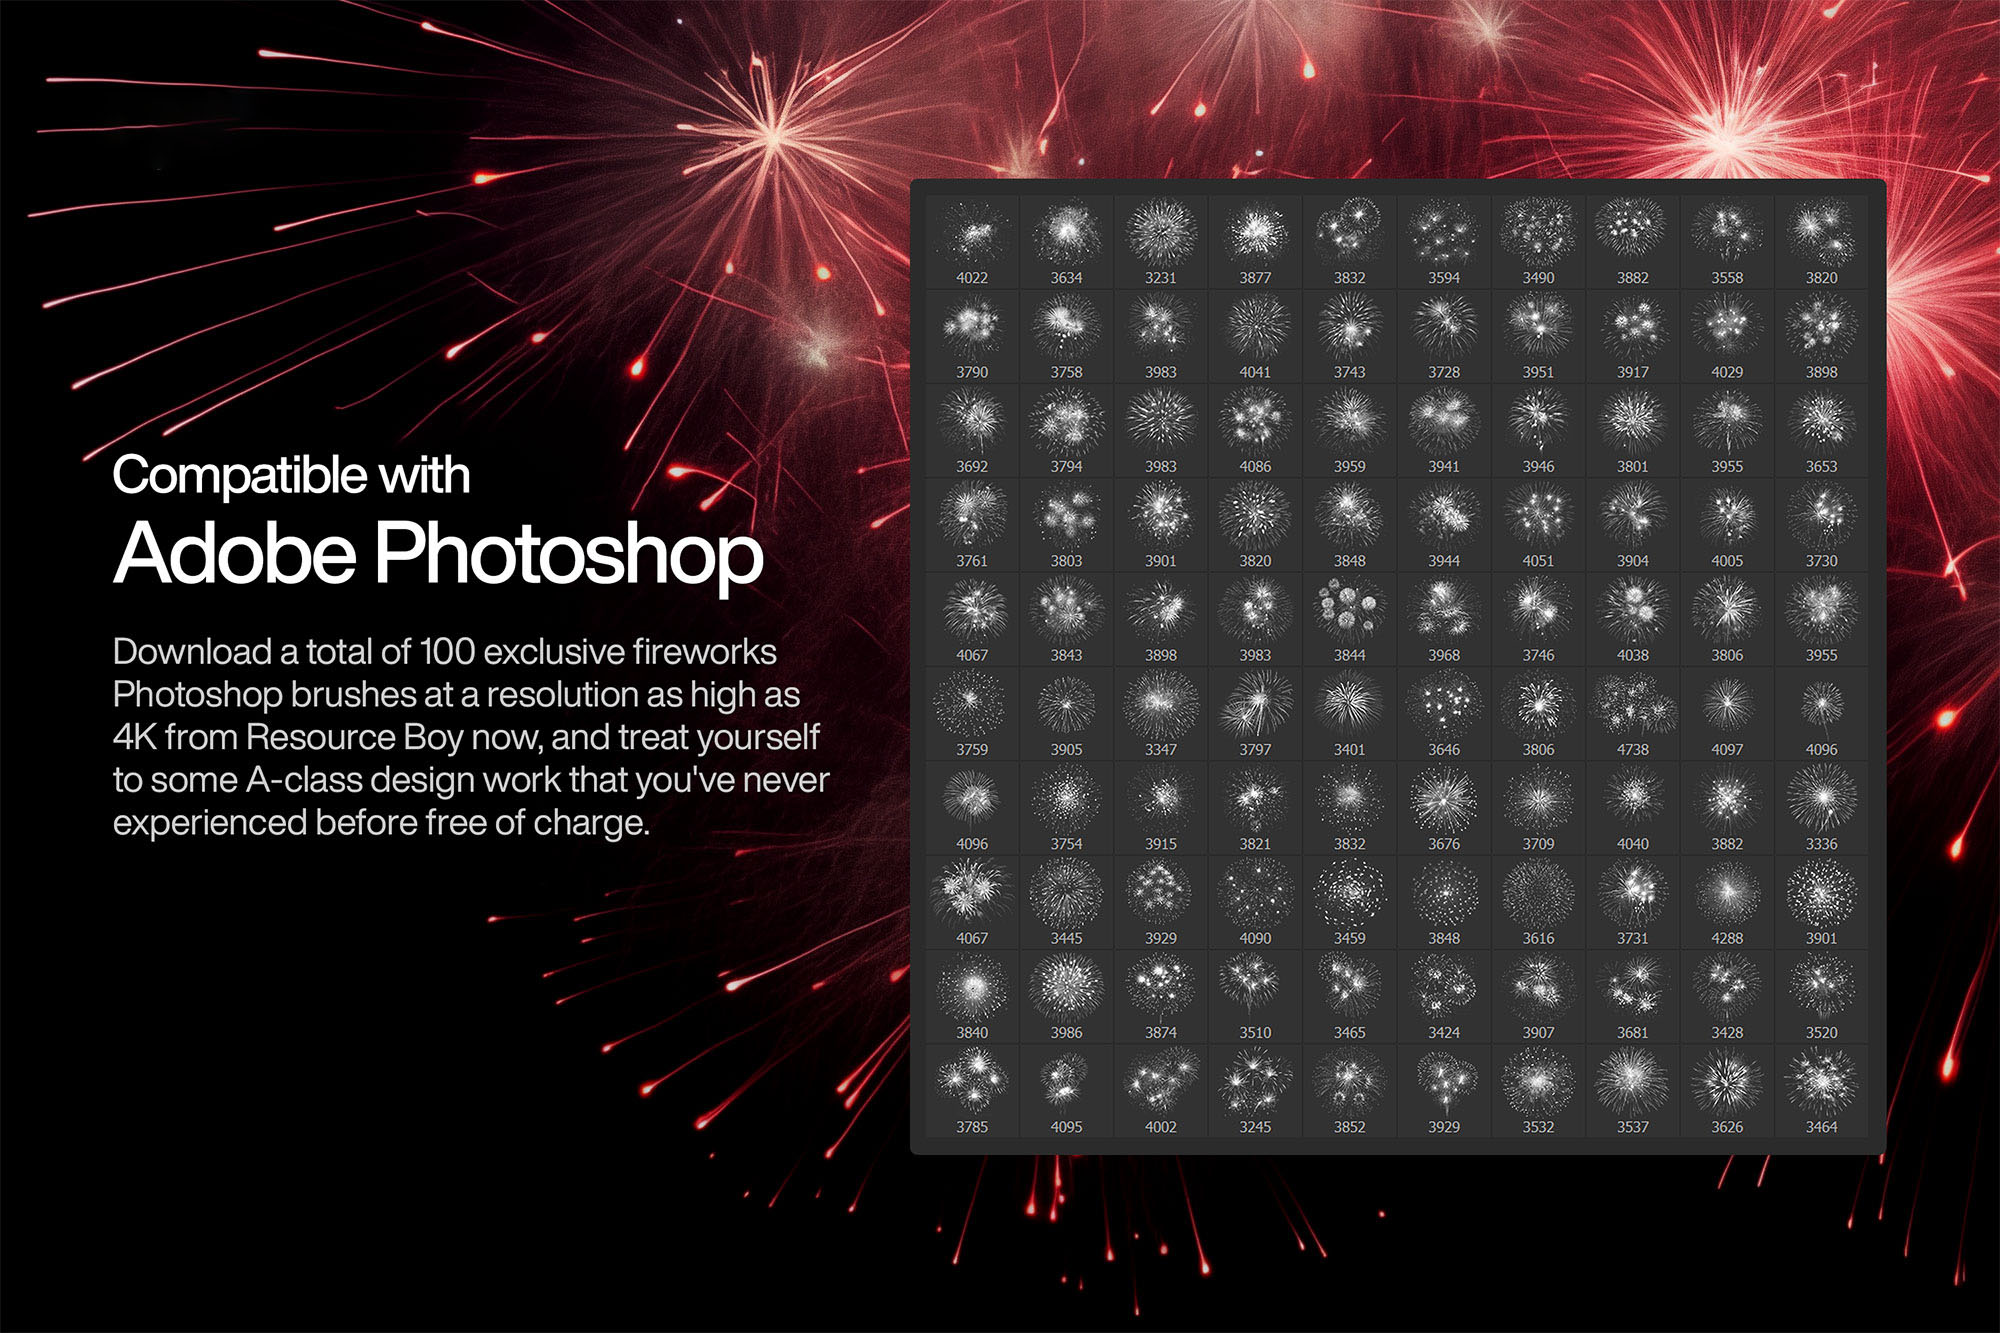 Compatible with
Adobe Photoshop
Download a total of 100 exclusive fireworks
Photoshop brushes at a resolution as high as
4K from Resource Boy now, and treat yourself
to some A-class design work that you've never
experienced before free of charge.
4022 3634 3231 3877 3832 3594 3490 3882 3558 3820
3790 3758 3983 4041 3743 3728 3951 3917 4029 3898
3692 3794 3983 4086 3959 3941 3946 3801 3955 3653
3761 3803 3901 3820 3848 3944 4051 3904 4005 3730
4067 3843 3898 3983 3844 3968 3746 4038 3806 3955
3759 3905 3347 3797 3401 3646 3806 4738 4097 4096
4096 3754 3915 3821 3832 3676 3709 4040 3882 3336
4067 3445 3929 4090 3459 3848 3616 3731 4288 3901
3840 3986 3874 3510 3465 3424 3907 3681 3428 3520
3785 4095 4002 3245 3852 3929 3532 3537 3626 3464